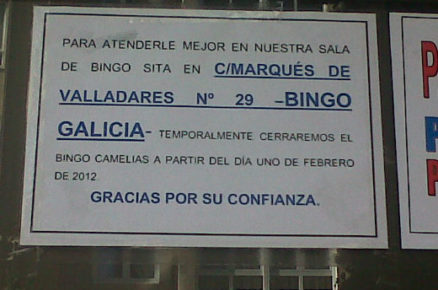 PARA ATENDERLE MEJOR EN NUESTRA SALA
DE BINGO SITA EN C/MARQUÉS DE
VALLADARES Nº 29 –BINGO
GALICIA- TEMPORALMENTE CERRAREMOS EL
BINGO CAMELIAS A PARTIR DEL DÍA UNO DE FEBRERO
DE 2012
GRACIAS POR SU CONFIANZA.